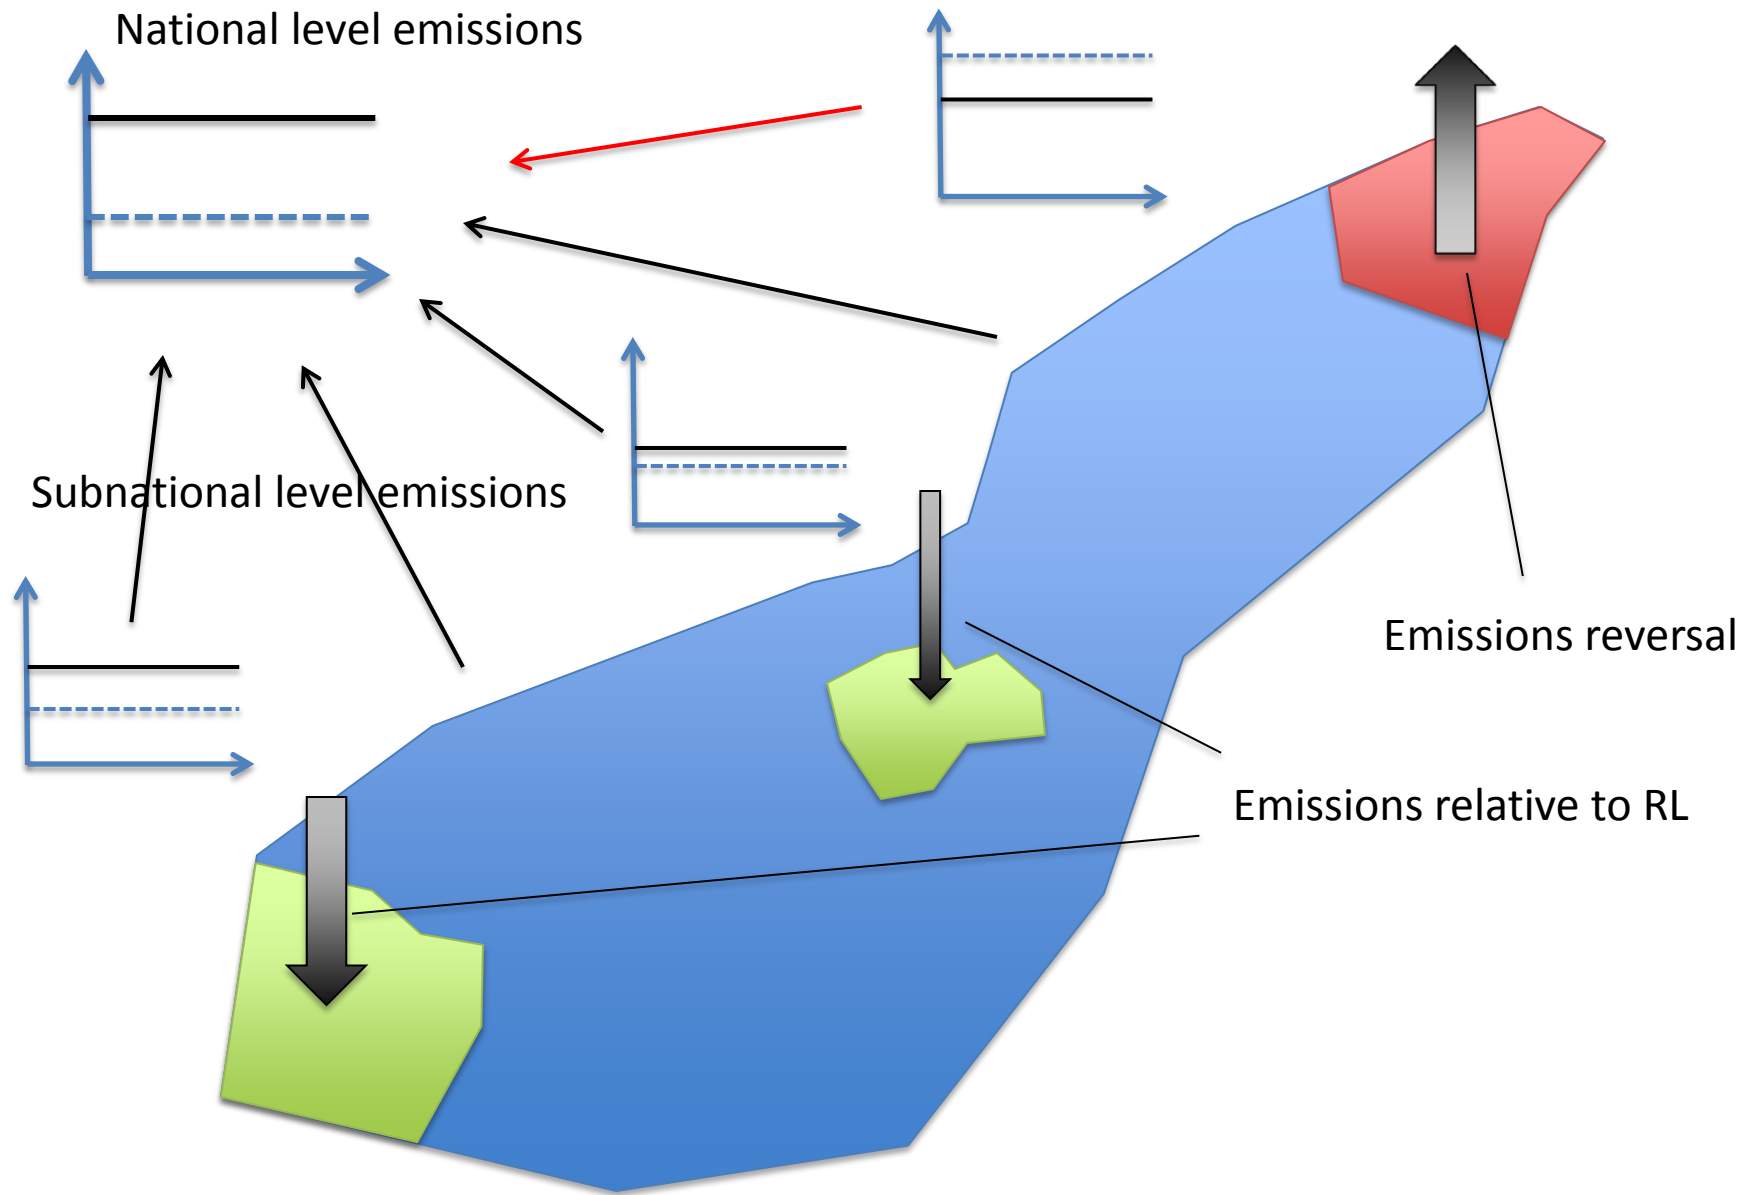 National level emissions
Subnational level emissions
Emissions reversal
Emissions relative to RL